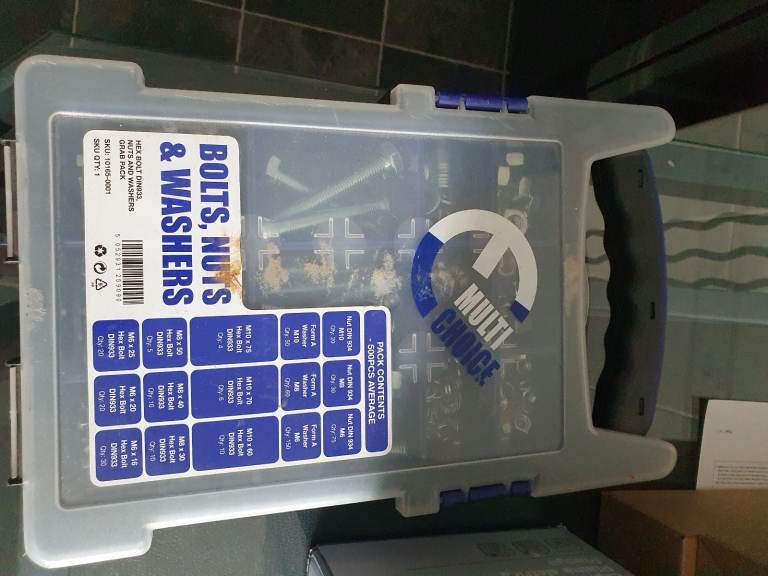 MULTI
CHOICE
BOLTS, NUTS
& WASHERS
HEX BOLT DIN933,
NUTS AND WASHERS
GRAB PACK
SKU: 10165-0001
SKU QTY: 1
PACK CONTENTS
- 500PCS AVERAGE
Nut DIN 934
M10
Qty: 20
Nut DIN 934
M8
Qty: 30
Nut DIN 934
M6
Qty: 75
Form A
Washer
M10
Qty: 50
Form A
Washer
M8
Qty: 60
Form A
Washer
M6
Qty: 150
M10 x 75
Hex Bolt
DIN933
Qty: 4
M10 x 70
Hex Bolt
DIN933
Qty: 6
M10 x 60
Hex Bolt
DIN933
Qty: 10
M8 x 50
Hex Bolt
DIN933
Qty: 5
M8 x 40
Hex Bolt
DIN933
Qty: 10
M8 x 30
Hex Bolt
DIN933
Qty: 15
M6 x 25
Hex Bolt
DIN933
Qty: 20
M6 x 20
Hex Bolt
DIN933
Qty: 20
M6 x 16
Hex Bolt
DIN933
Qty: 30